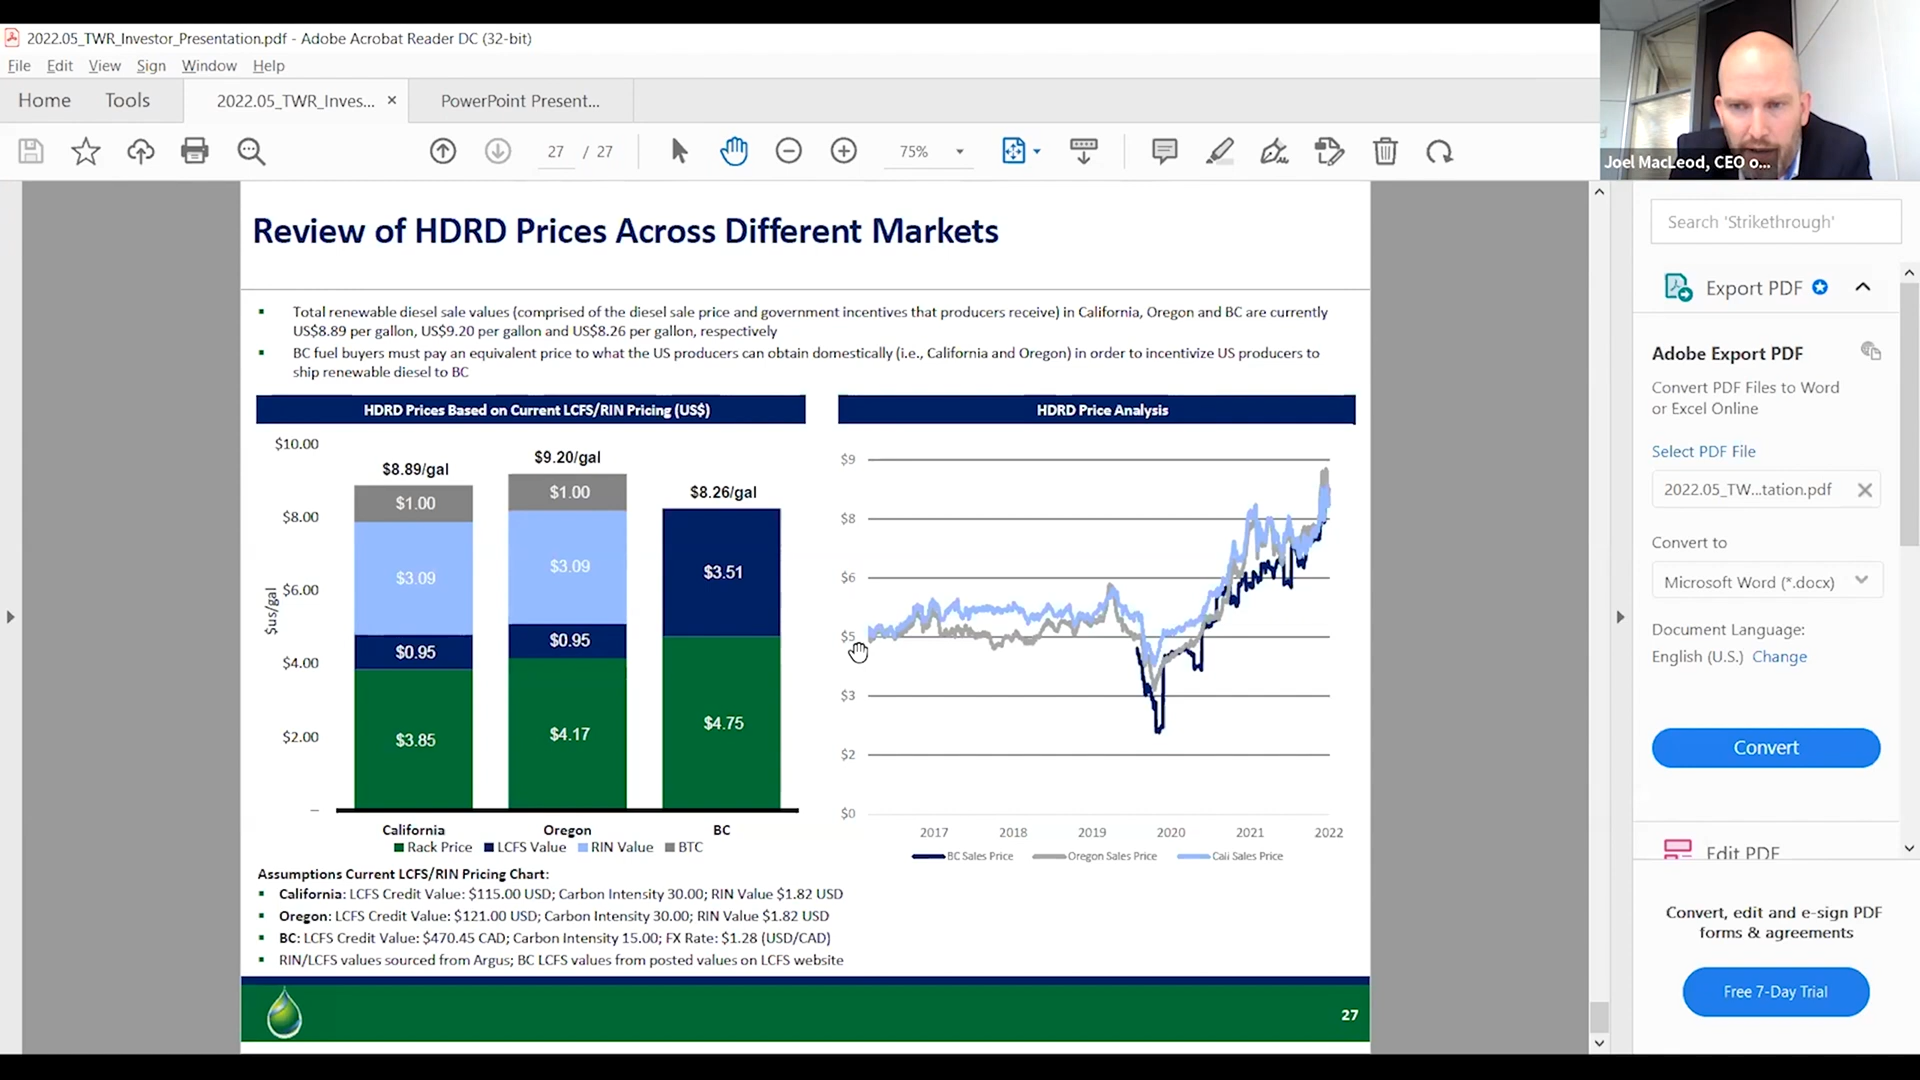 2022.05_TWR_Investor_Presentation.pdf - Adobe Acrobat Reader DC (32-bit)
File Edit View Sign Window Help
Home Tools 2022.05_TWR_Inves... × PowerPoint Present...
27 / 27 75%
Joel MacLeod, CEO o...
Review of HDRD Prices Across Different Markets
Total renewable diesel sale values (comprised of the diesel sale price and government incentives that producers receive) in California, Oregon and BC are currently
US$8.89 per gallon, US$9.20 per gallon and US$8.26 per gallon, respectively
BC fuel buyers must pay an equivalent price to what the US producers can obtain domestically (i.e., California and Oregon) in order to incentivize US producers to
ship renewable diesel to BC
HDRD Prices Based on Current LCFS/RIN Pricing (US$)
$10.00
$8.00
$6.00
$4.00
$2.00
–
$us/gal
$8.89/gal
$1.00
$3.09
$0.95
$3.85
$9.20/gal
$1.00
$3.09
$0.95
$4.17
$8.26/gal
$3.51
$4.75
California Oregon BC
Rack Price LCFS Value RIN Value BTC
HDRD Price Analysis
$9
$8
$6
$5
$3
$2
$0
2017 2018 2019 2020 2021 2022
BC Sales Price Oregon Sales Price Cali Sales Price
Assumptions Current LCFS/RIN Pricing Chart:
California: LCFS Credit Value: $115.00 USD; Carbon Intensity 30.00; RIN Value $1.82 USD
Oregon: LCFS Credit Value: $121.00 USD; Carbon Intensity 30.00; RIN Value $1.82 USD
BC: LCFS Credit Value: $470.45 CAD; Carbon Intensity 15.00; FX Rate: $1.28 (USD/CAD)
RIN/LCFS values sourced from Argus; BC LCFS values from posted values on LCFS website
27
Search 'Strikethrough'
Export PDF
Adobe Export PDF
Convert PDF Files to Word
or Excel Online
Select PDF File
2022.05_TW...tation.pdf
Convert to
Microsoft Word (*.docx)
Document Language:
English (U.S.) Change
Convert
Edit PDF
Convert, edit and e-sign PDF
forms & agreements
Free 7-Day Trial